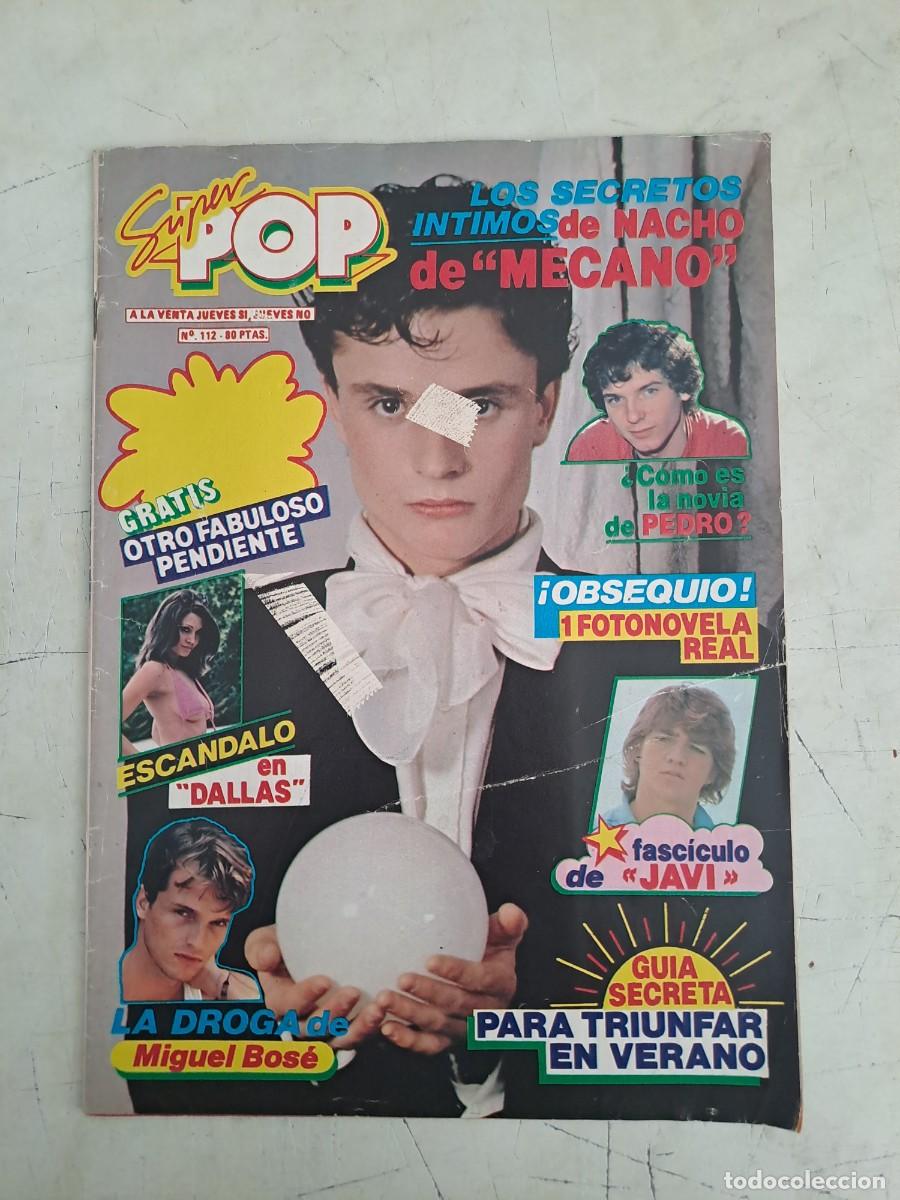 Super
POP
A LA VENTA JUEVES SI, JUEVES NO
Nº. 112 - 80 PTAS.
LOS SECRETOS
INTIMOS de NACHO
de "MECANO"
¿Como es
la novia
de PEDRO?
GRATIS
OTRO FABULOSO
PENDIENTE
¡OBSEQUIO!
1 FOTONOVELA
REAL
ESCANDALO
en
"DALLAS"
fascículo
de «JAVI»
LA DROGA de
Miguel Bosé
GUIA
SECRETA
PARA TRIUNFAR
EN VERANO
todocoleccion